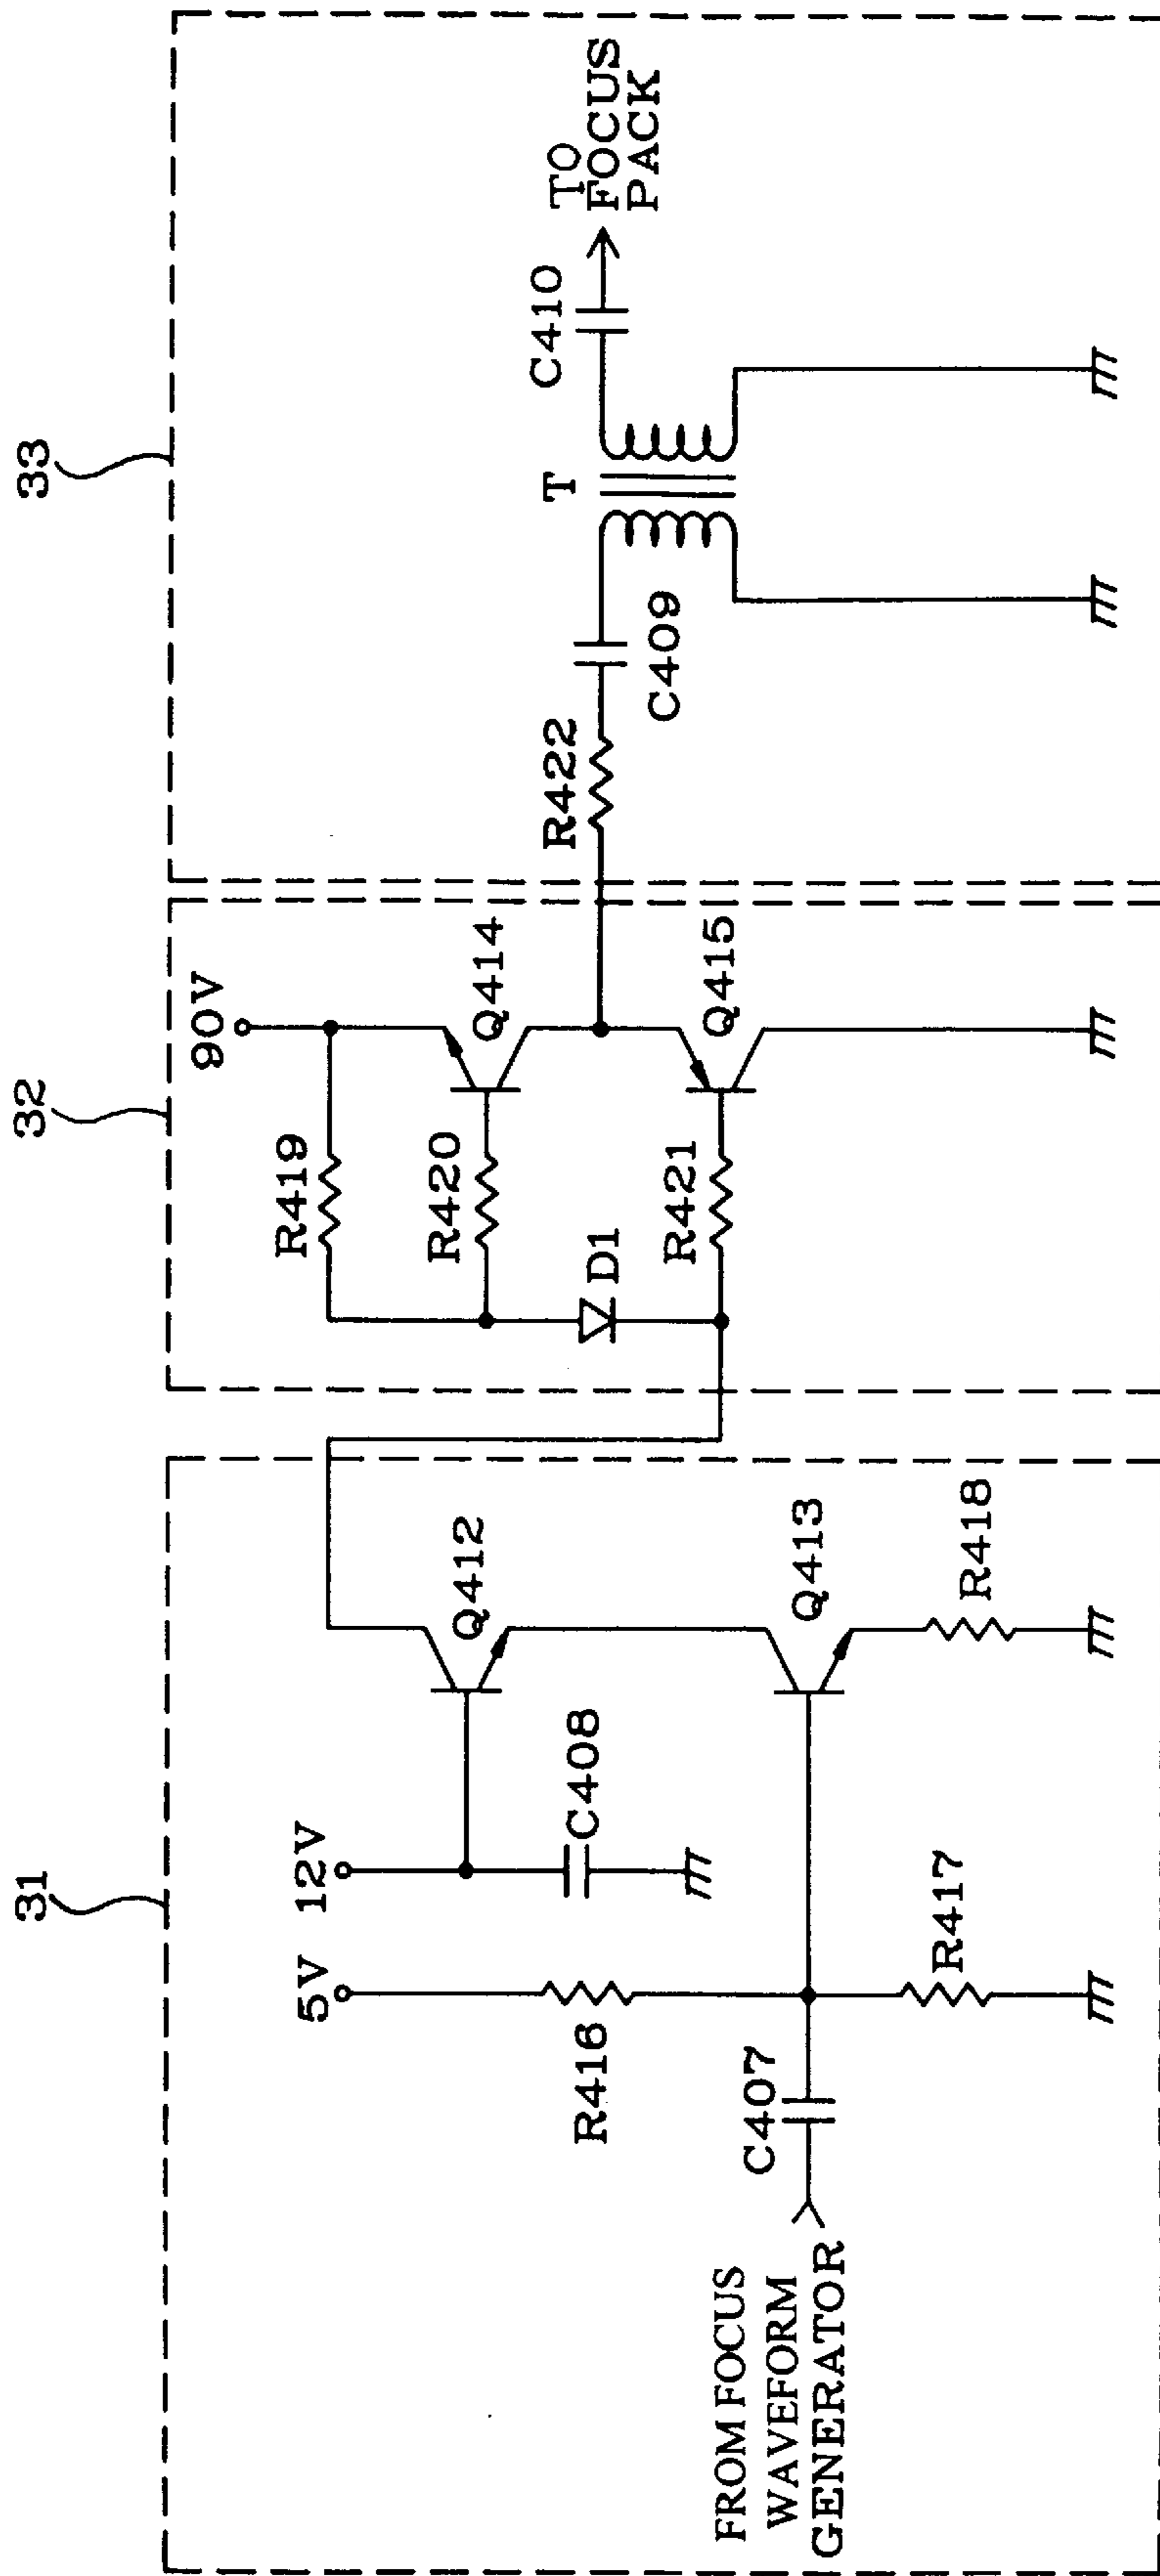 31
32
33
5V
12V
90V
R416
C407
R417
C408
Q412
Q413
R418
R419
R420
D1
R421
Q414
Q415
R422
C409
T
C410
TO
FOCUS
PACK
FROM FOCUS
WAVEFORM
GENERATOR